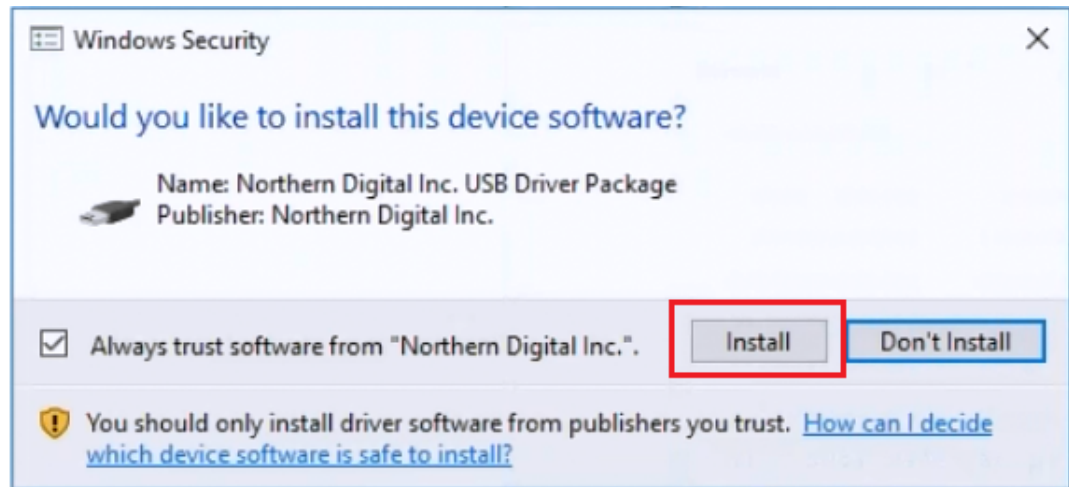 Windows Security
Would you like to install this device software?
Name: Northern Digital Inc. USB Driver Package
Publisher: Northern Digital Inc.
Always trust software from "Northern Digital Inc.".
Install
Don't Install
You should only install driver software from publishers you trust. How can I decide
which device software is safe to install?